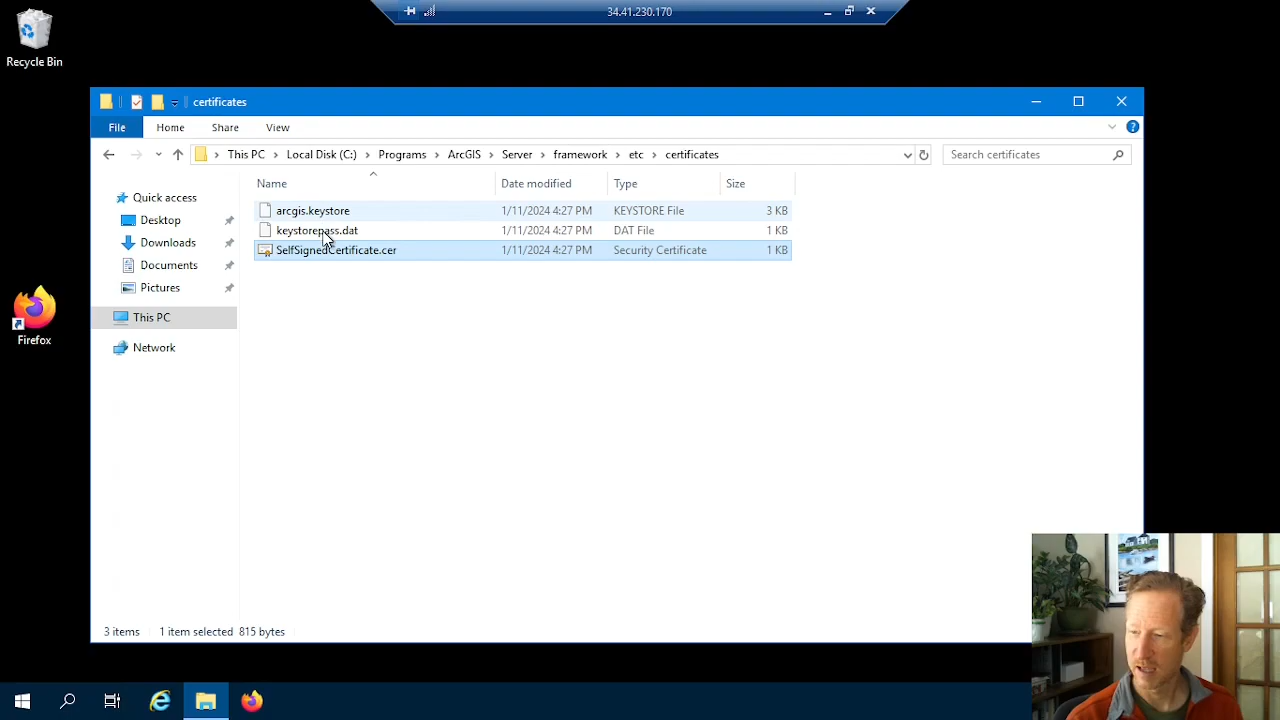 34.41.230.170
Recycle Bin
certificates
File Home Share View
This PC Local Disk (C:) Programs ArcGIS Server framework etc certificates
Search certificates
Name Date modified Type Size
Quick access
Desktop
Downloads
Documents
Pictures
This PC
Network
arcgis.keystore 1/11/2024 4:27 PM KEYSTORE File 3 KB
keystorepass.dat 1/11/2024 4:27 PM DAT File 1 KB
SelfSignedCertificate.cer 1/11/2024 4:27 PM Security Certificate 1 KB
Firefox
3 items 1 item selected 815 bytes